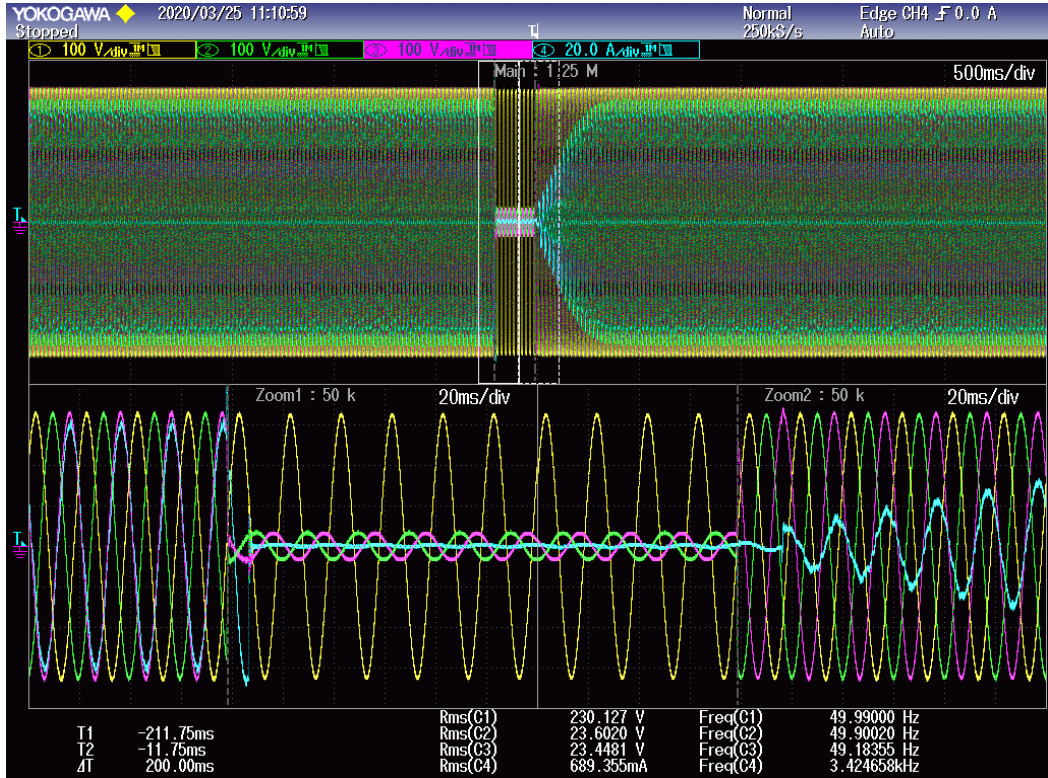 YOKOGAWA 2020/03/25 11:10:59 Normal Edge CH4 0.0 A
Stopped 250kS/s Auto
1 100 V/div 1M 2 100 V/div 1M 3 100 V/div 1M 4 20.0 A/div 1M
T
Main : 1.25 M 500ms/div
T
Zoom1 : 50 k 20ms/div Zoom2 : 50 k 20ms/div
T
Rms(C1) 230.127 V Freq(C1) 49.99000 Hz
T1 -211.75ms Rms(C2) 23.6020 V Freq(C2) 49.90020 Hz
T2 -11.75ms Rms(C3) 23.4481 V Freq(C3) 49.18355 Hz
ΔT 200.00ms Rms(C4) 689.355mA Freq(C4) 3.424658kHz